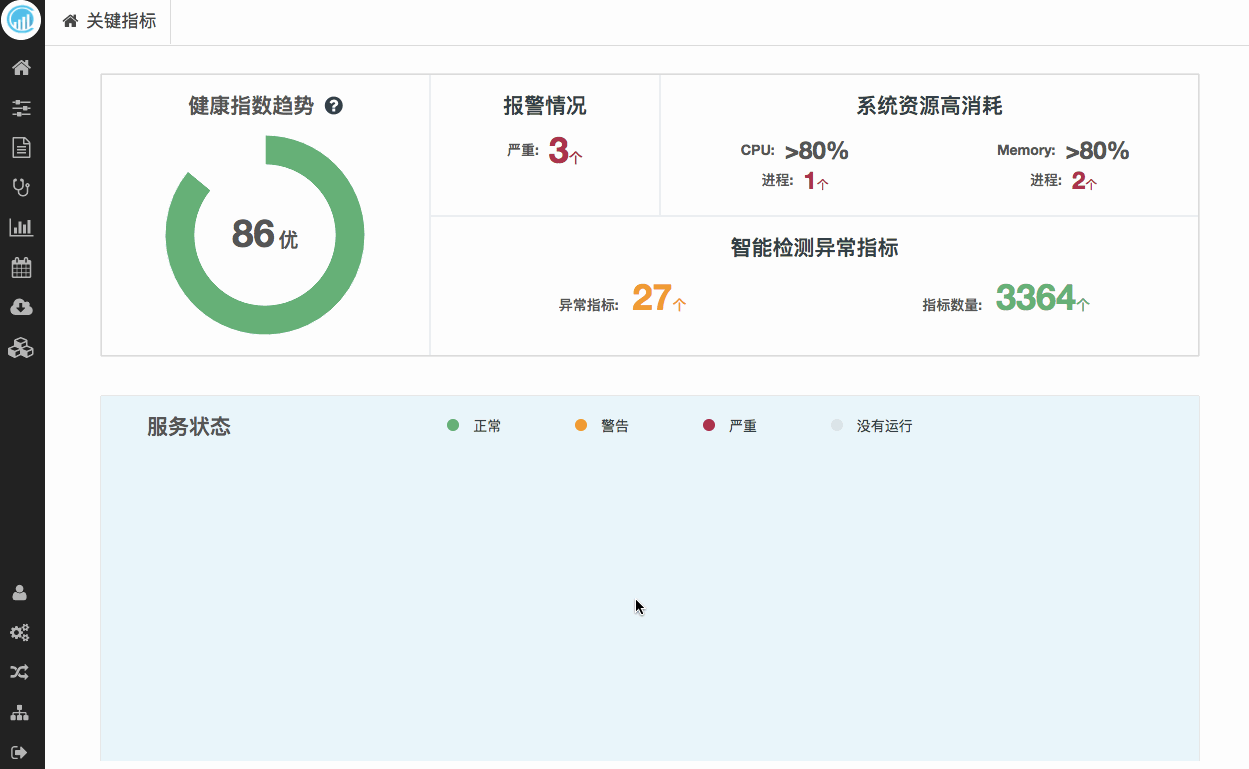 关键指标
健康指数趋势
86 优
报警情况
严重: 3个
系统资源高消耗
CPU: >80%
进程: 1个
Memory: >80%
进程: 2个
智能检测异常指标
异常指标: 27个
指标数量: 3364个
服务状态
正常
警告
严重
没有运行